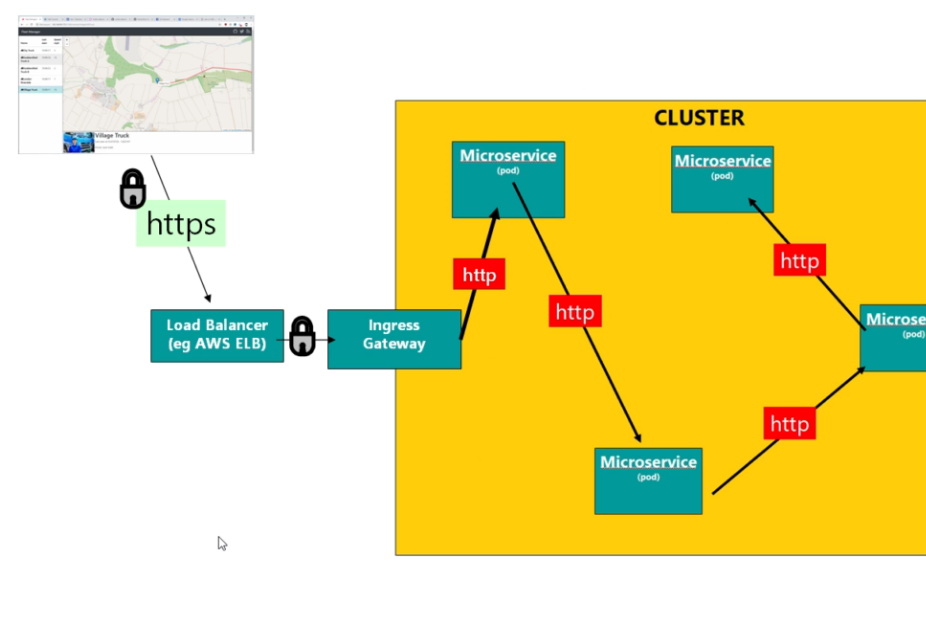 Village Truck
https
Load Balancer
(eg AWS ELB)
Ingress
Gateway
CLUSTER
Microservice
(pod)
Microservice
(pod)
http
http
http
Microse
(pod)
http
Microservice
(pod)